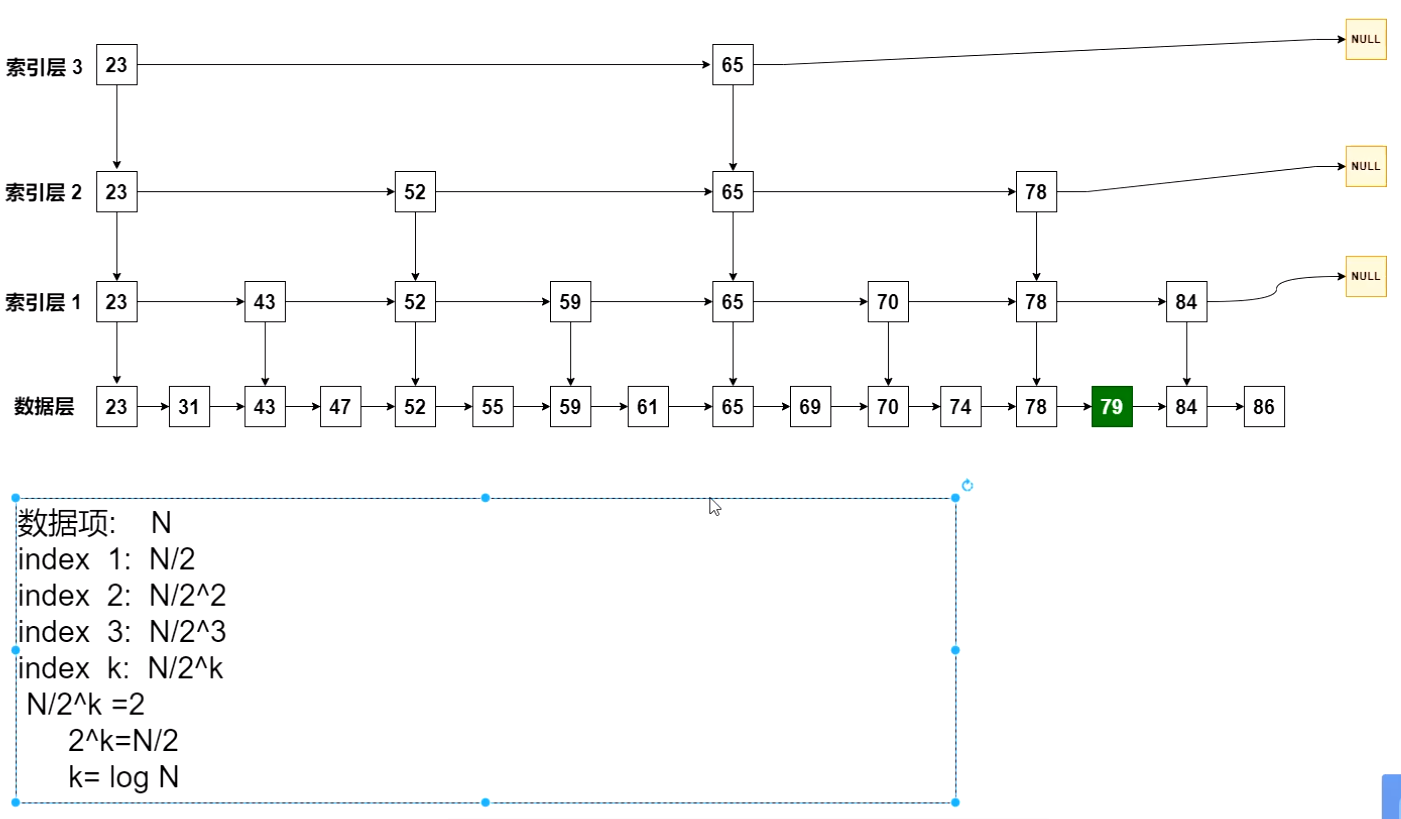 索引层 3 23 65 NULL
索引层 2 23 52 65 78 NULL
索引层 1 23 43 52 59 65 70 78 84 NULL
数据层 23 31 43 47 52 55 59 61 65 69 70 74 78 79 84 86
数据项: N
index 1: N/2
index 2: N/2^2
index 3: N/2^3
index k: N/2^k
N/2^k =2
2^k=N/2
k= log N